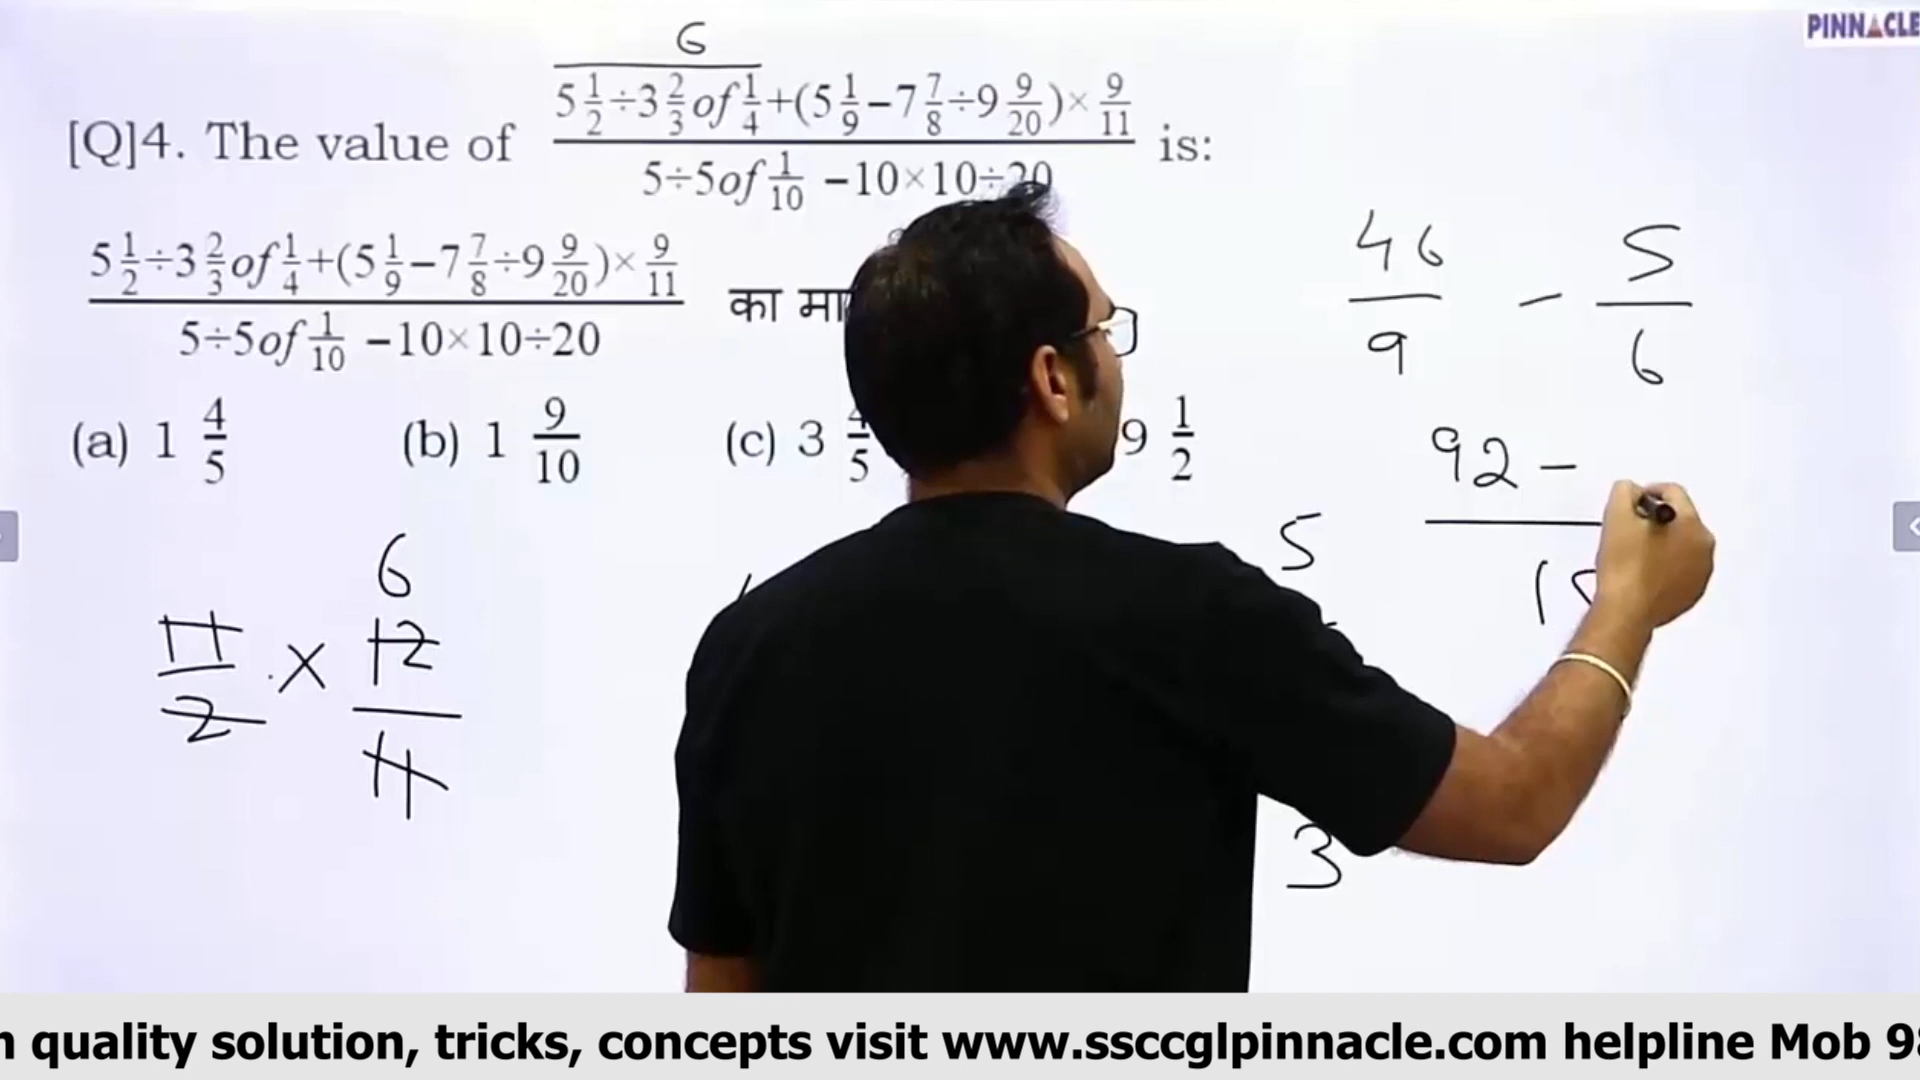 PINNACLE
6
[Q]4. The value of (5 1/2÷3 2/3 of 1/4+(5 1/9−7 7/8÷9 9/20)×9/11)/(5÷5of 1/10 −10×10÷20) is:
(5 1/2÷3 2/3 of 1/4+(5 1/9−7 7/8÷9 9/20)×9/11)/(5÷5of 1/10 −10×10÷20) का
(a) 1 4/5 (b) 1 9/10 (c) 3 4/5 9 1/2
46/9 − 5/6
92 −
6
11/2 × 12/11
5
3
quality solution, tricks, concepts visit www.ssccglpinnacle.com helpline Mob